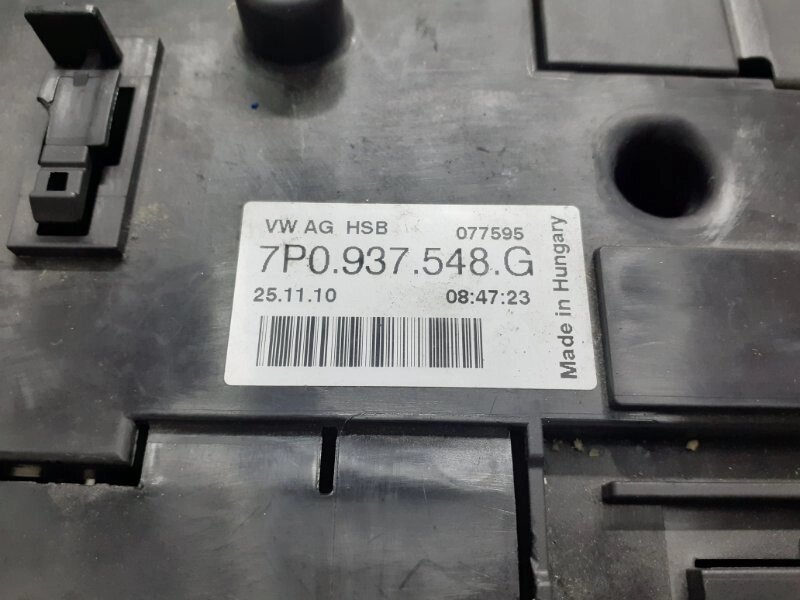 VW AG HSB 077595
7P0.937.548.G
25.11.10 08:47:23
Made in Hungary